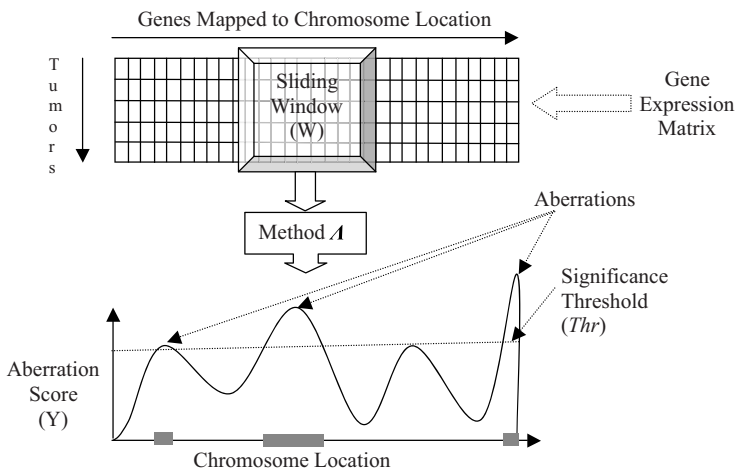 Genes Mapped to Chromosome Location
Tumors
Sliding
Window
(W)
Gene
Expression
Matrix
Method Λ
Aberrations
Significance
Threshold
(Thr)
Aberration
Score
(Y)
Chromosome Location